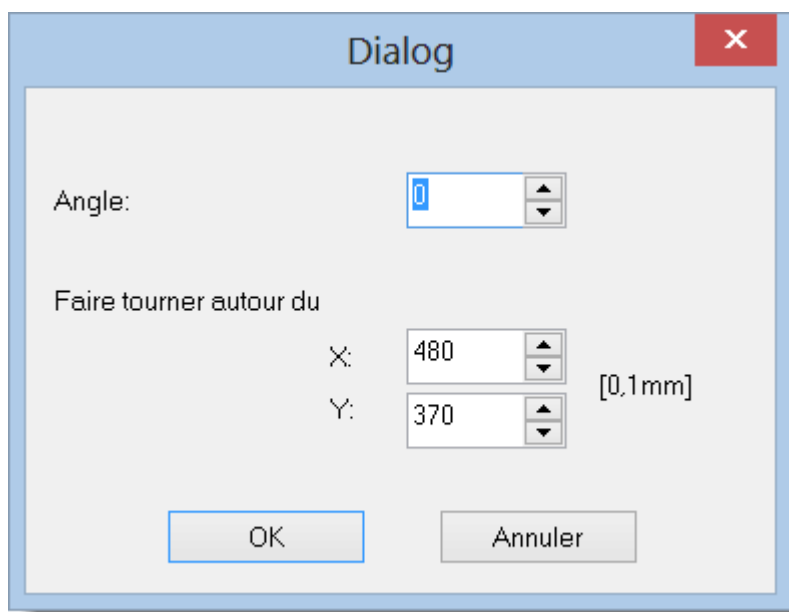 Dialog
Angle: 0
Faire tourner autour du
X: 480
[0,1mm]
Y: 370
OK Annuler